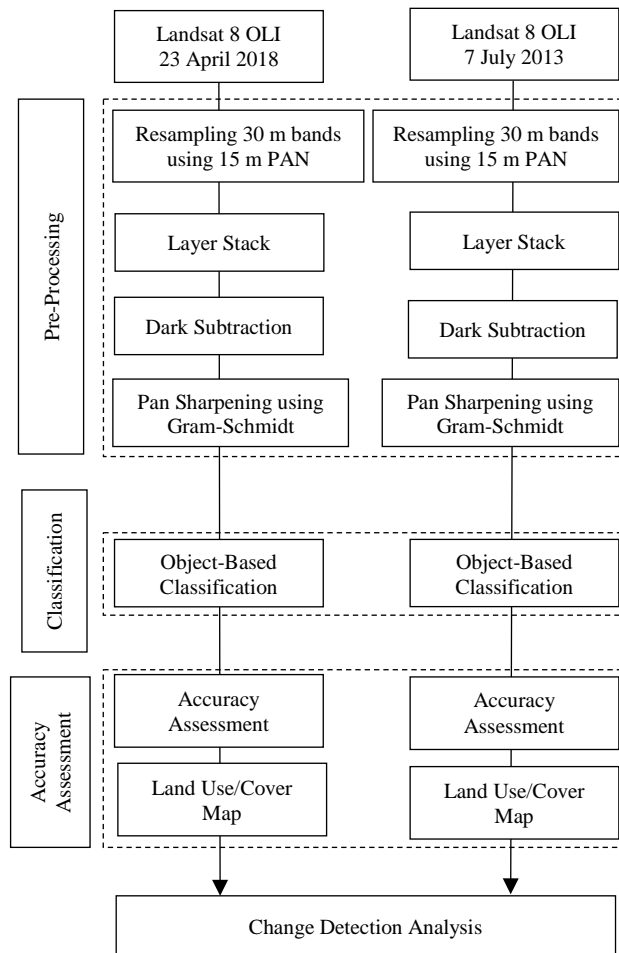 Landsat 8 OLI
23 April 2018
Landsat 8 OLI
7 July 2013
Pre-Processing
Resampling 30 m bands
using 15 m PAN
Resampling 30 m bands
using 15 m PAN
Layer Stack
Layer Stack
Dark Subtraction
Dark Subtraction
Pan Sharpening using
Gram-Schmidt
Pan Sharpening using
Gram-Schmidt
Classification
Object-Based
Classification
Object-Based
Classification
Accuracy
Assessment
Accuracy
Assessment
Accuracy
Assessment
Land Use/Cover
Map
Land Use/Cover
Map
Change Detection Analysis